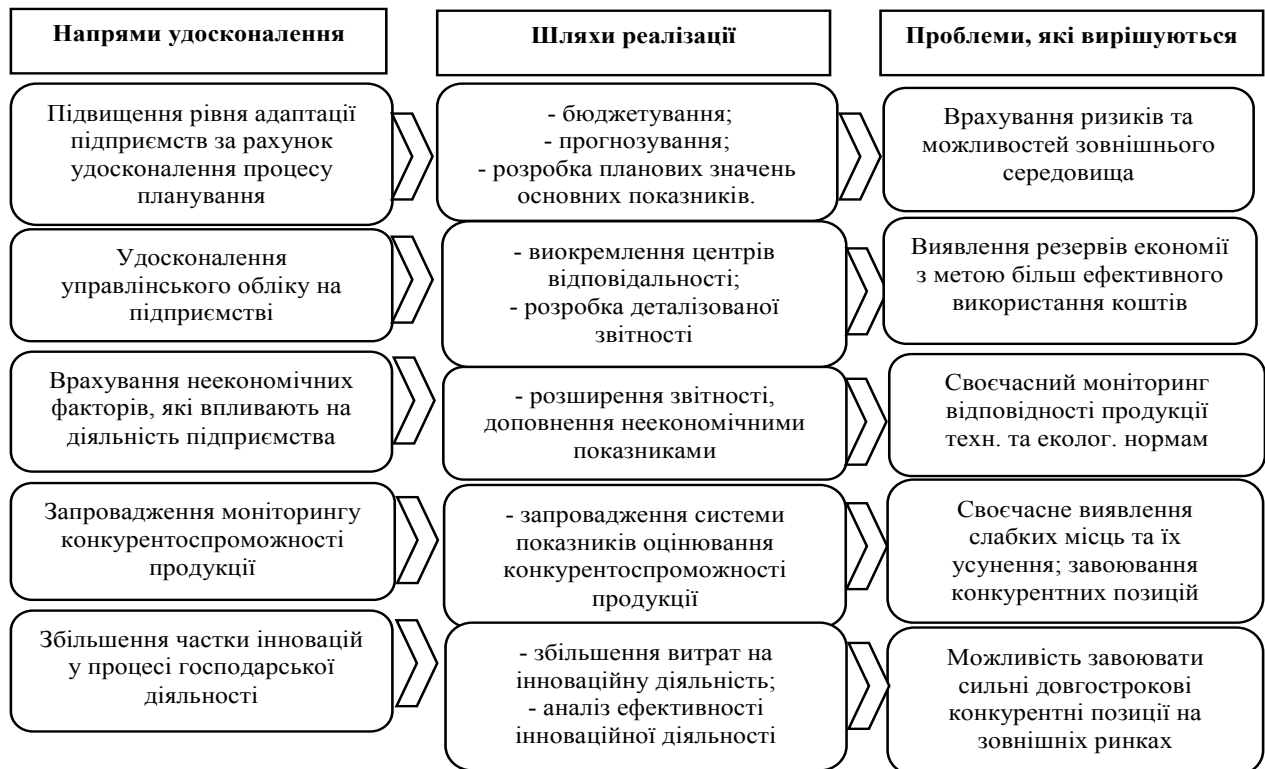 Напрями удосконалення
Шляхи реалізації
Проблеми, які вирішуються
Підвищення рівня адаптації
підприємств за рахунок
удосконалення процесу
планування
- бюджетування;
- прогнозування;
- розробка планових значень
основних показників.
Врахування ризиків та
можливостей зовнішнього
середовища
Удосконалення
управлінського обліку на
підприємстві
- виокремлення центрів
відповідальності;
- розробка деталізованої
звітності
Виявлення резервів економії
з метою більш ефективного
використання коштів
Врахування неекономічних
факторів, які впливають на
діяльність підприємства
- розширення звітності,
доповнення неекономічними
показниками
Своєчасний моніторинг
відповідності продукції
техн. та еколог. нормам
Запровадження моніторингу
конкурентоспроможності
продукції
- запровадження системи
показників оцінювання
конкурентоспроможності
продукції
Своєчасне виявлення
слабких місць та їх
усунення; завоювання
конкурентних позицій
Збільшення частки інновацій
у процесі господарської
діяльності
- збільшення витрат на
інноваційну діяльність;
- аналіз ефективності
інноваційної діяльності
Можливість завоювати
сильні довгострокові
конкурентні позиції на
зовнішніх ринках